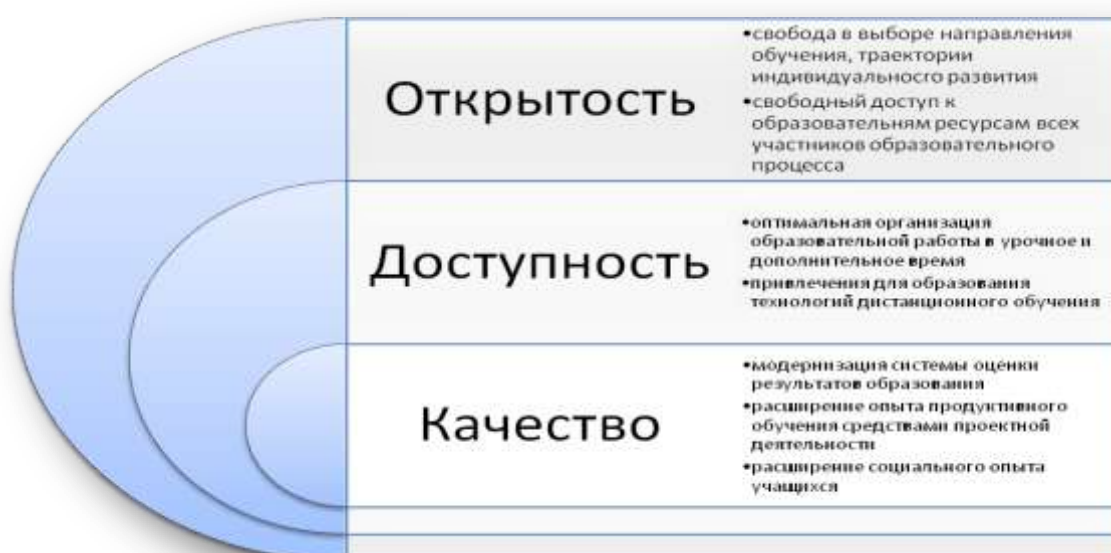 Открытость
•свобода в выборе направления
обучения, траектории
индивидуального развития
•свободный доступ к
образовательням ресурсам всех
участников образовательного
процесса
Доступность
•оптимальная организация
образовательной работы в урочное и
дополнительное время
•привлечения для образования
технологий дистанционного обучения
Качество
•модернизация системы оценки
результатов образования
•расширение опыта продуктивного
обучения средствами проектной
деятельности
•расширение социального опыта
учащихся